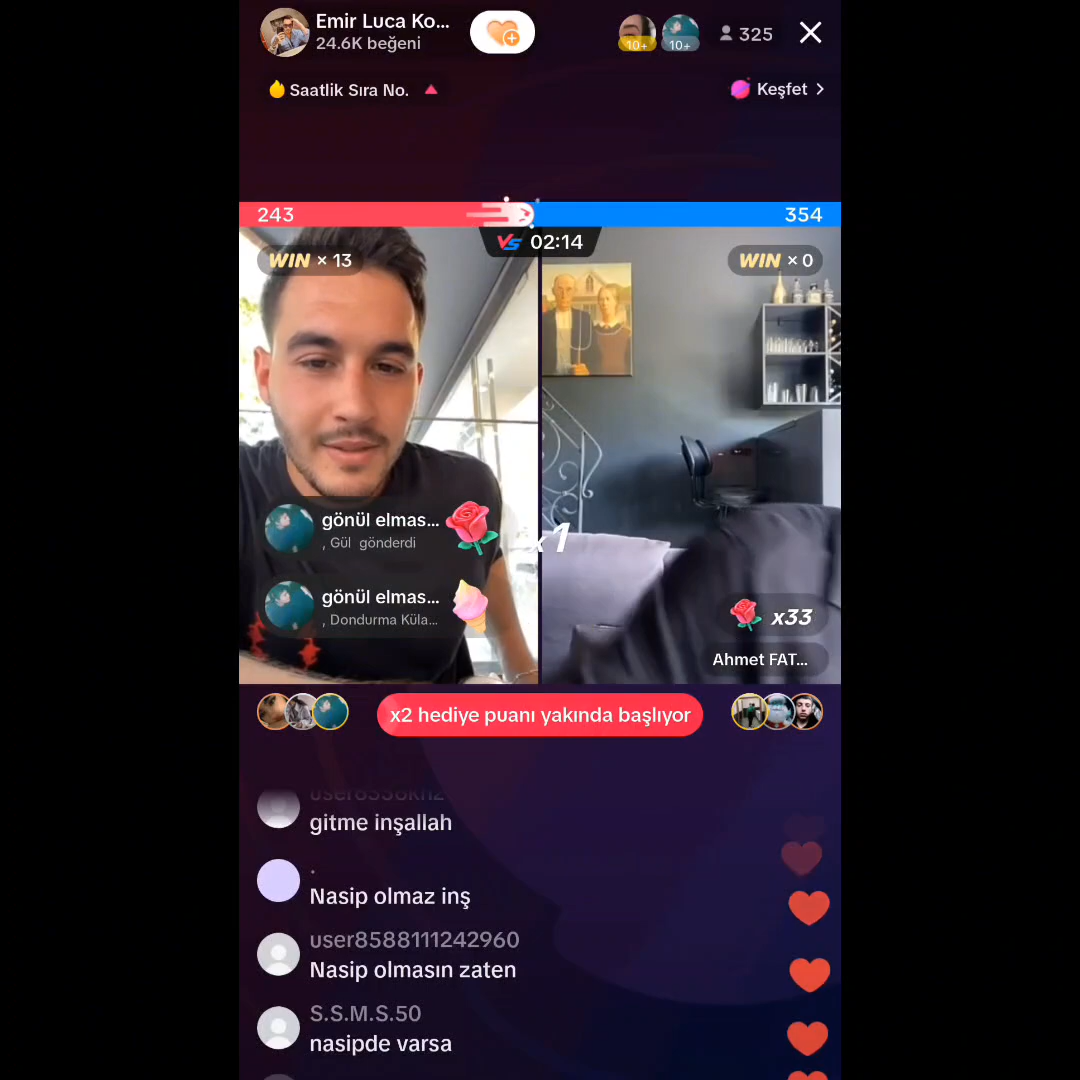 Emir Luca Ko...
24.6K beğeni
10+
10+
325
Saatlik Sıra No.
Keşfet
243
354
VS 02:14
WIN × 13
WIN × 0
gönül elmas...
, Gül gönderdi
x1
gönül elmas...
, Dondurma Küla...
x33
Ahmet FAT...
x2 hediye puanı yakında başlıyor
gitme inşallah
.
Nasip olmaz inş
user8588111242960
Nasip olmasın zaten
S.S.M.S.50
nasipde varsa